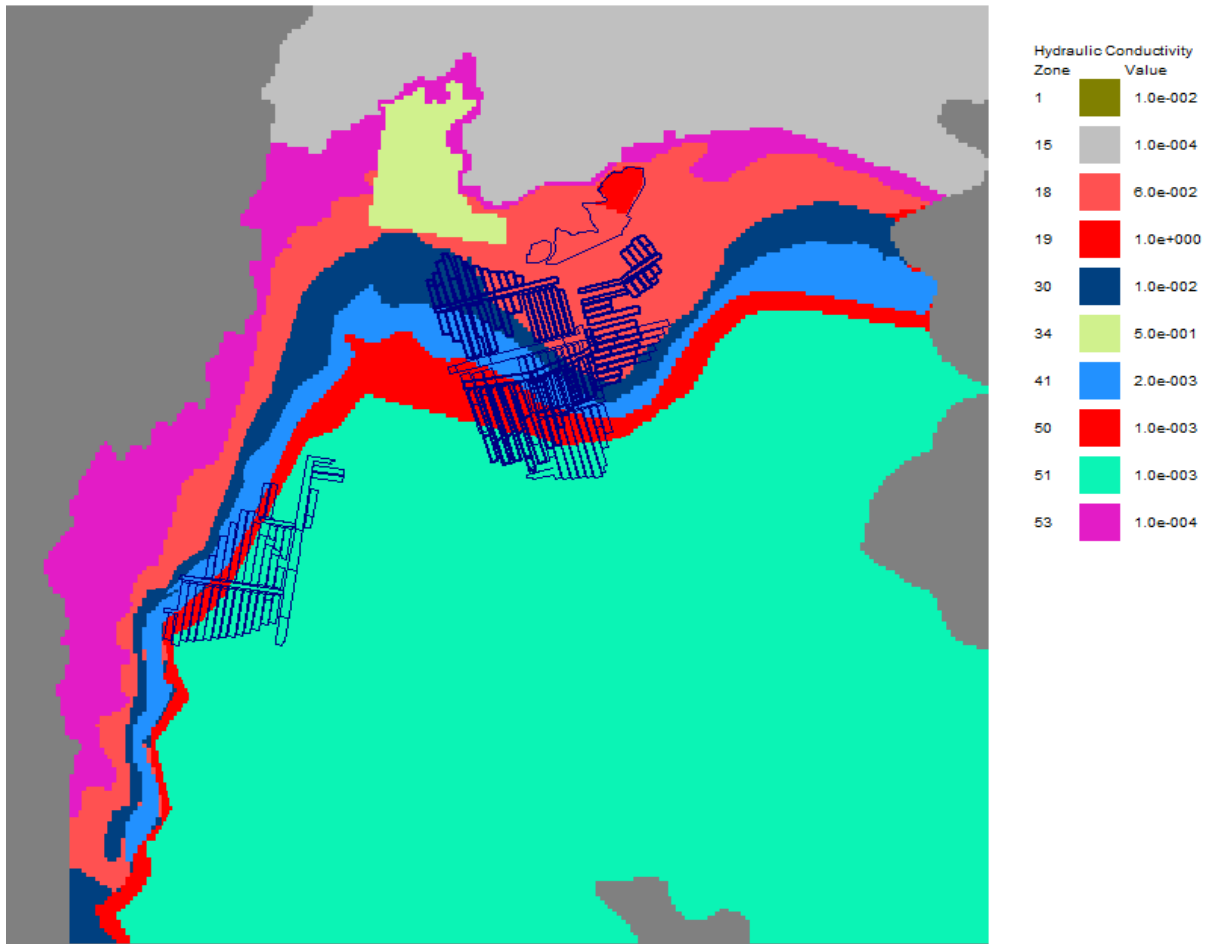 Hydraulic Conductivity
Zone Value
1 1.0e-002
15 1.0e-004
18 6.0e-002
19 1.0e+000
30 1.0e-002
34 5.0e-001
41 2.0e-003
50 1.0e-003
51 1.0e-003
53 1.0e-004